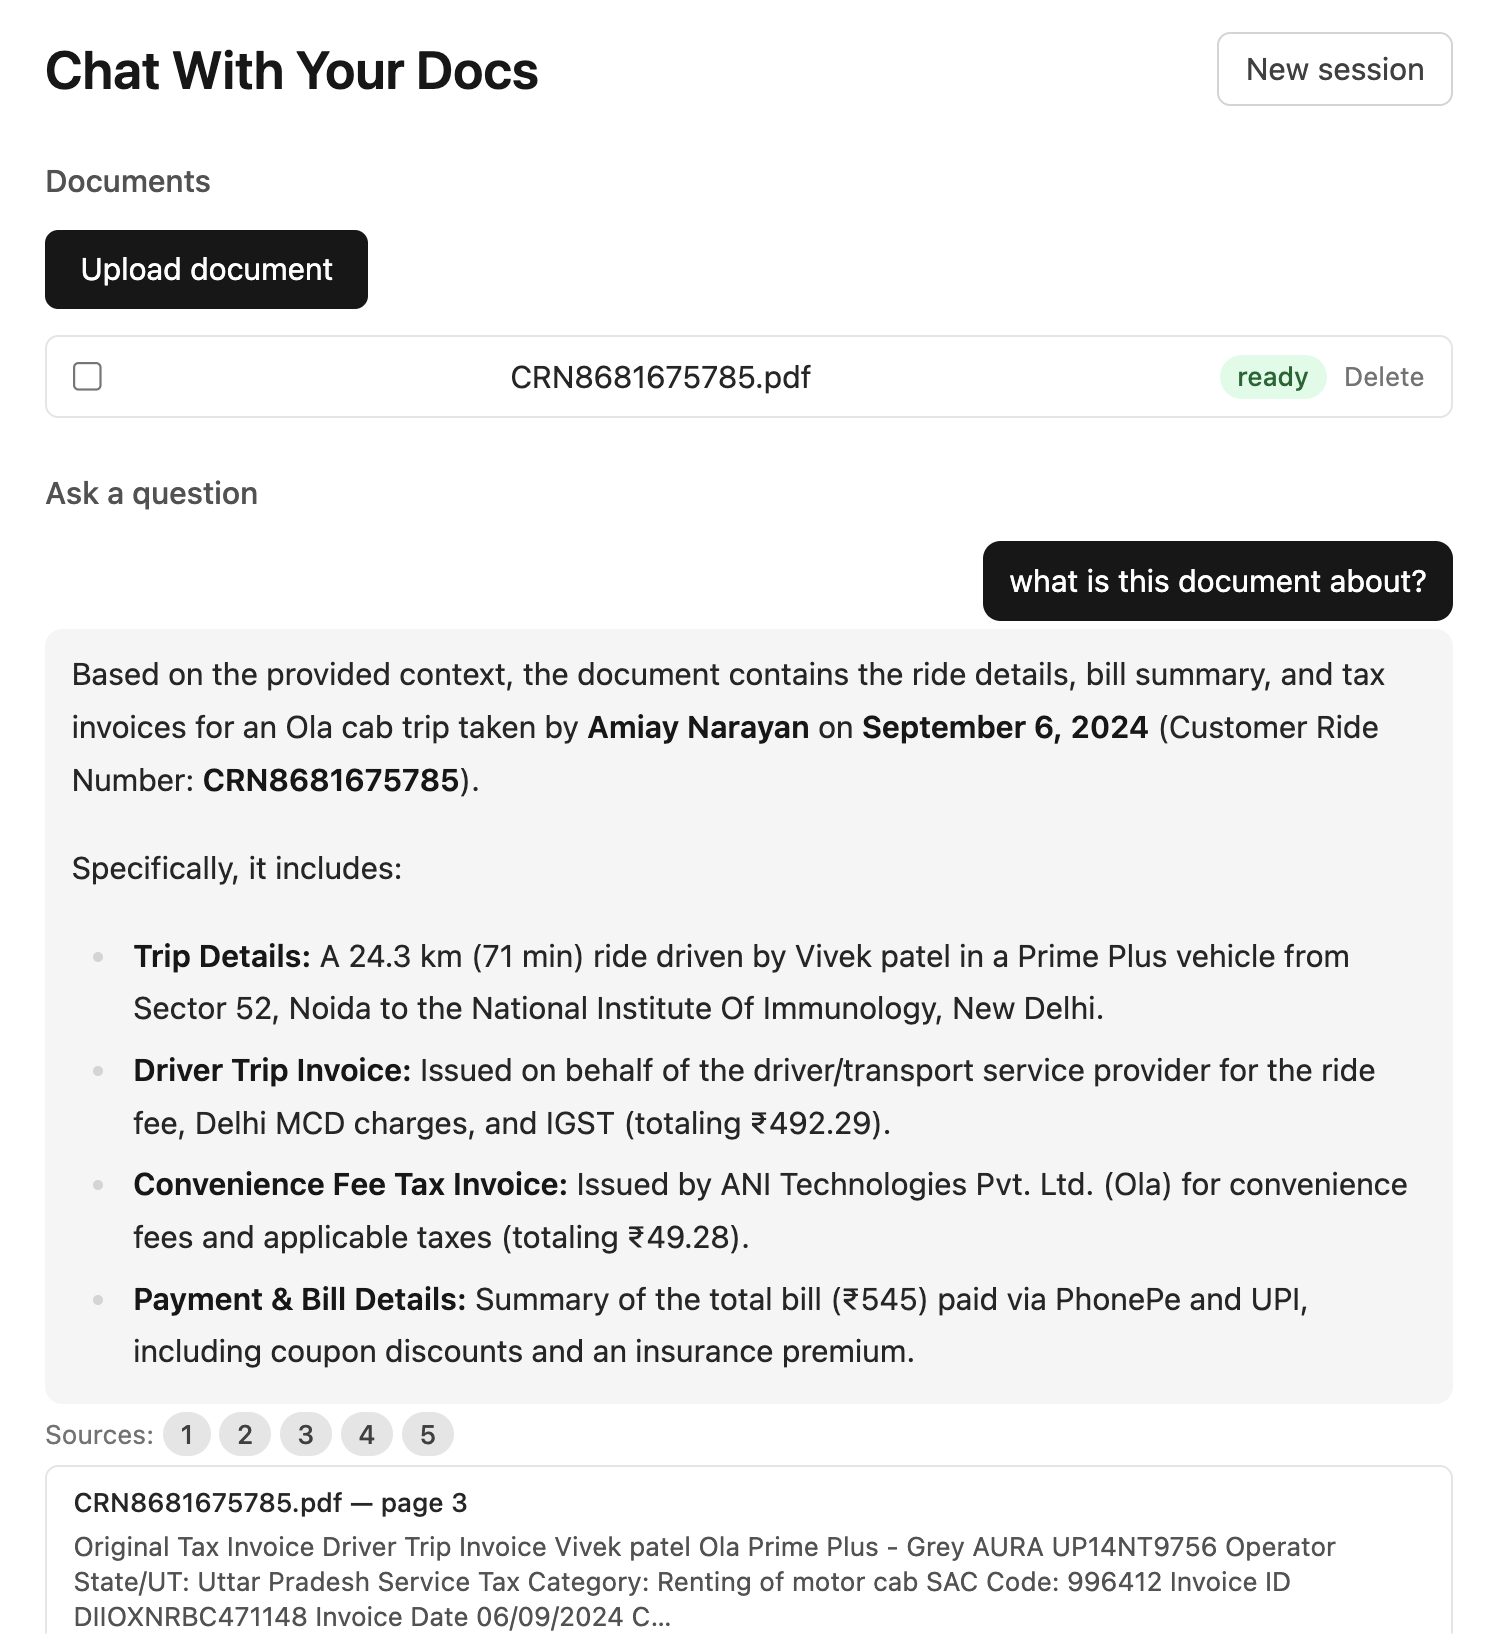 Chat With Your Docs
New session
Documents
Upload document
CRN8681675785.pdf
ready
Delete
Ask a question
what is this document about?
Based on the provided context, the document contains the ride details, bill summary, and tax
invoices for an Ola cab trip taken by Amiay Narayan on September 6, 2024 (Customer Ride
Number: CRN8681675785).
Specifically, it includes:
Trip Details: A 24.3 km (71 min) ride driven by Vivek patel in a Prime Plus vehicle from
Sector 52, Noida to the National Institute Of Immunology, New Delhi.
Driver Trip Invoice: Issued on behalf of the driver/transport service provider for the ride
fee, Delhi MCD charges, and IGST (totaling ₹492.29).
Convenience Fee Tax Invoice: Issued by ANI Technologies Pvt. Ltd. (Ola) for convenience
fees and applicable taxes (totaling ₹49.28).
Payment & Bill Details: Summary of the total bill (₹545) paid via PhonePe and UPI,
including coupon discounts and an insurance premium.
Sources: 1 2 3 4 5
CRN8681675785.pdf — page 3
Original Tax Invoice Driver Trip Invoice Vivek patel Ola Prime Plus - Grey AURA UP14NT9756 Operator
State/UT: Uttar Pradesh Service Tax Category: Renting of motor cab SAC Code: 996412 Invoice ID
DIIOXNRBC471148 Invoice Date 06/09/2024 C...